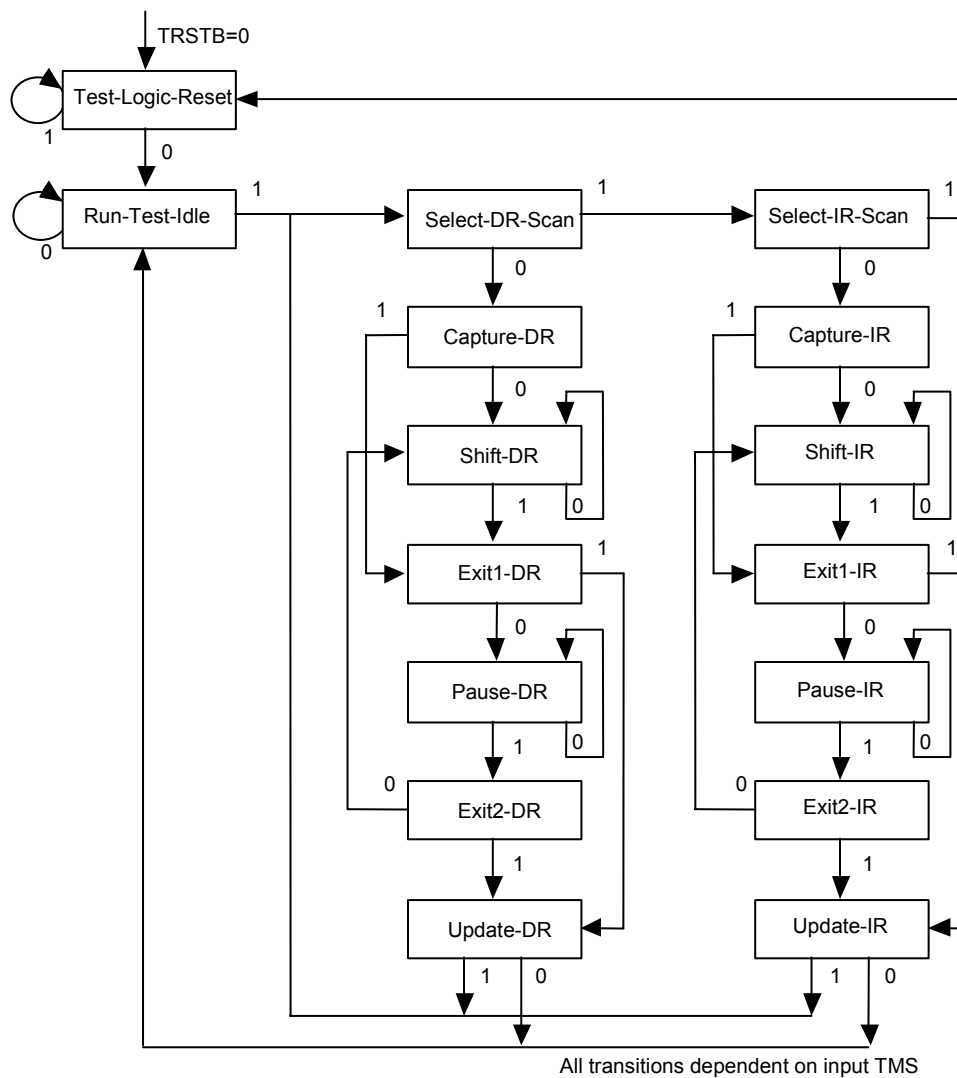 TRSTB=0
Test-Logic-Reset
1
0
Run-Test-Idle
1
0
Select-DR-Scan
1
Select-IR-Scan
1
0
0
1
Capture-DR
1
Capture-IR
0
0
Shift-DR
Shift-IR
1
0
1
0
Exit1-DR
1
Exit1-IR
1
0
0
Pause-DR
Pause-IR
1
0
1
0
0
Exit2-DR
0
Exit2-IR
1
1
Update-DR
Update-IR
1
0
1
0
All transitions dependent on input TMS